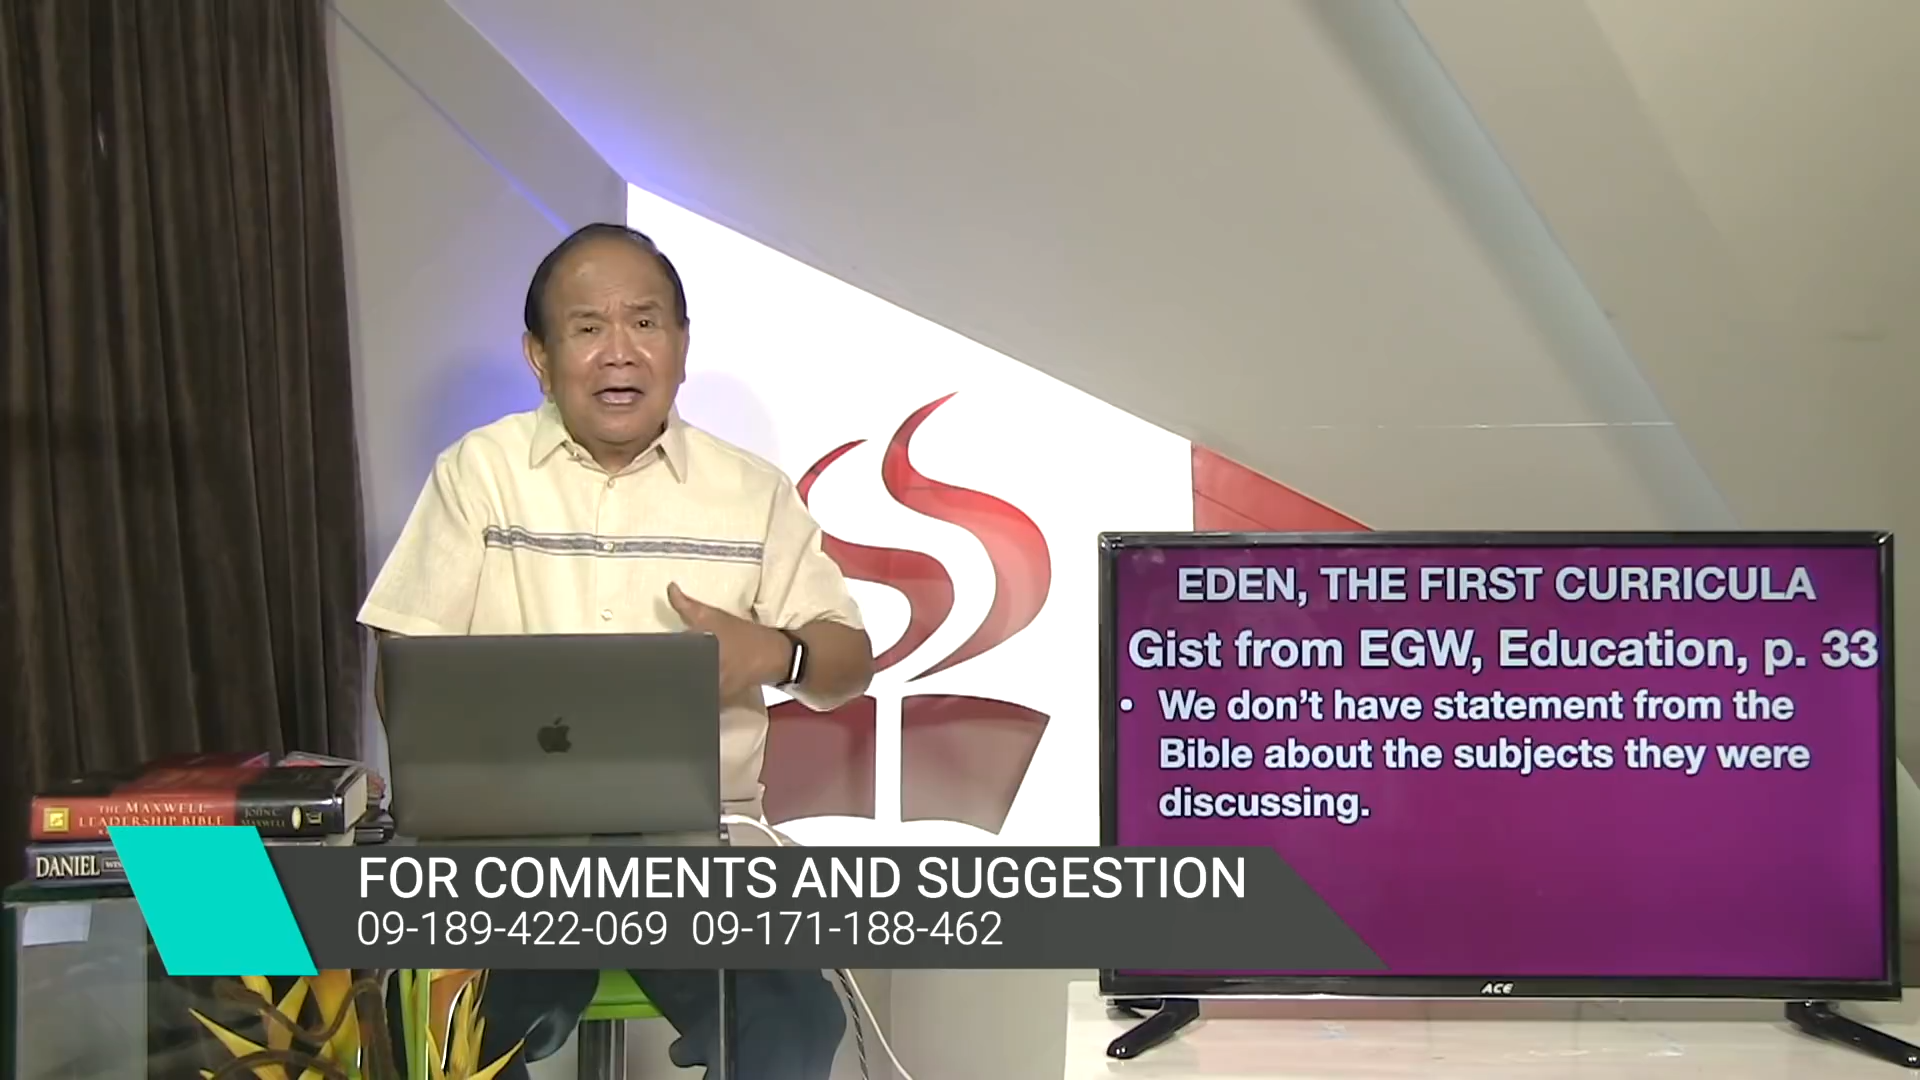 EDEN, THE FIRST CURRICULA
Gist from EGW, Education, p. 33
• We don't have statement from the
Bible about the subjects they were
discussing.
ACE
THE MAXWELL
LEADERSHIP BIBLE
JOHN C.
MAXWELL
DANIEL
FOR COMMENTS AND SUGGESTION
09-189-422-069 09-171-188-462